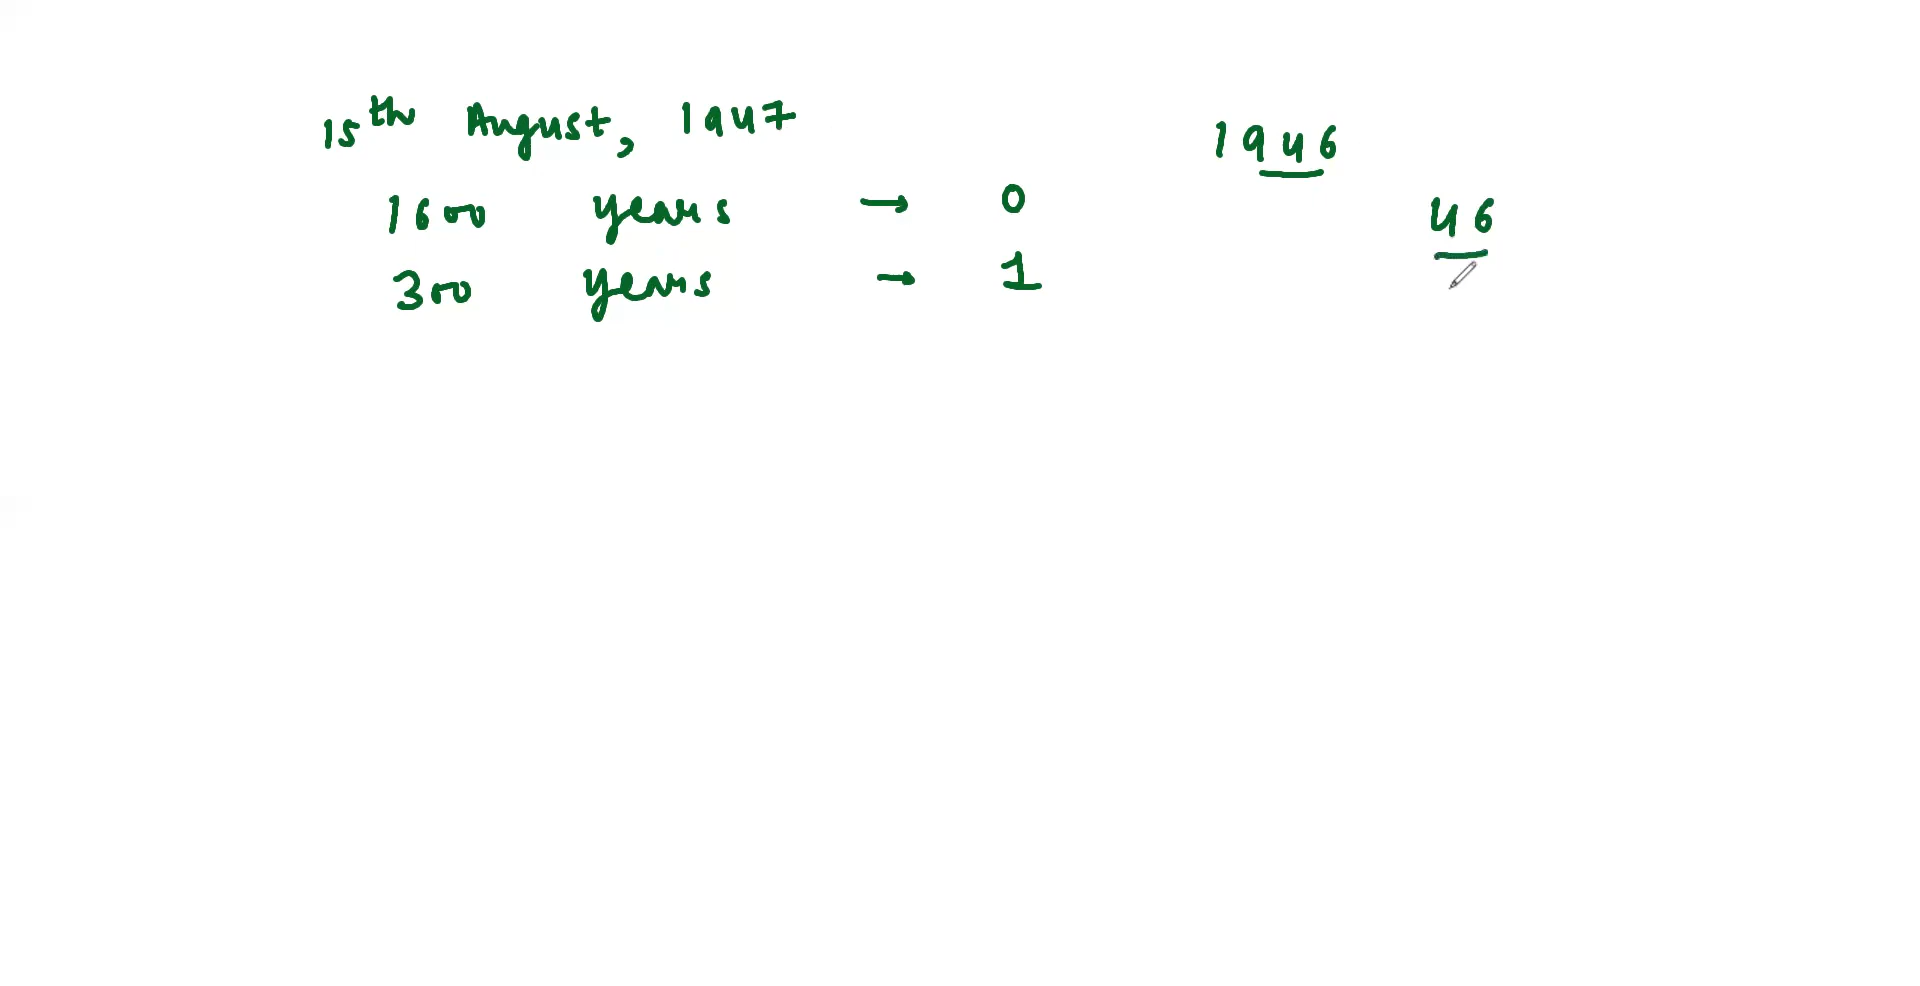 15th August, 1947
1946
1600 years → 0
46
300 years → 1